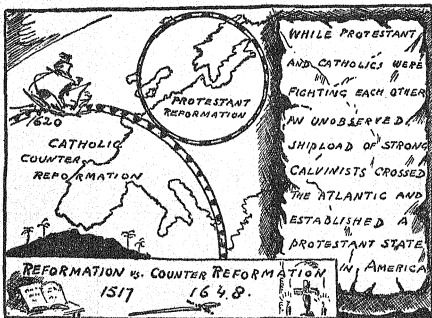 PROTESTANT
REFORMATION
1620
CATHOLIC
COUNTER
REFORMATION
WHILE PROTESTANT
AND CATHOLICS WERE
FIGHTING EACH OTHER
AN UNOBSERVED,
SHIPLOAD OF STRONG
CALVINISTS CROSSED
THE ATLANTIC AND
ESTABLISHED A
PROTESTANT STATE
IN AMERICA
REFORMATION VS. COUNTER REFORMATION
1517 1648.